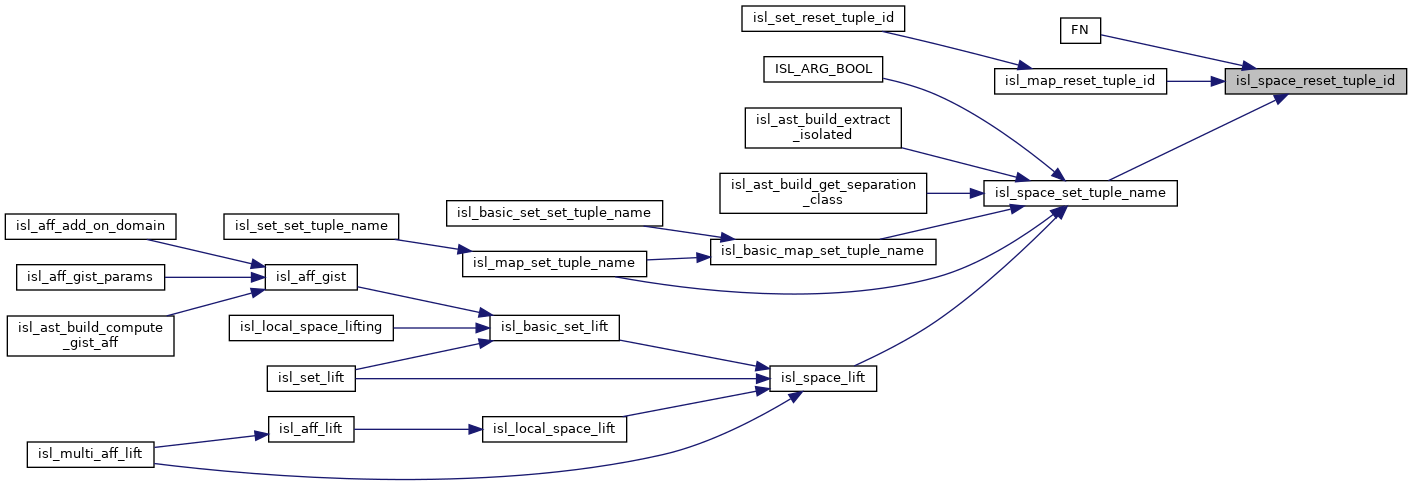 isl_set_reset_tuple_id
FN
ISL_ARG_BOOL
isl_map_reset_tuple_id
isl_space_reset_tuple_id
isl_ast_build_extract
_isolated
isl_ast_build_get_separation
_class
isl_space_set_tuple_name
isl_basic_set_set_tuple_name
isl_aff_add_on_domain
isl_set_set_tuple_name
isl_basic_map_set_tuple_name
isl_map_set_tuple_name
isl_aff_gist_params
isl_aff_gist
isl_ast_build_compute
_gist_aff
isl_local_space_lifting
isl_basic_set_lift
isl_set_lift
isl_space_lift
isl_aff_lift
isl_local_space_lift
isl_multi_aff_lift